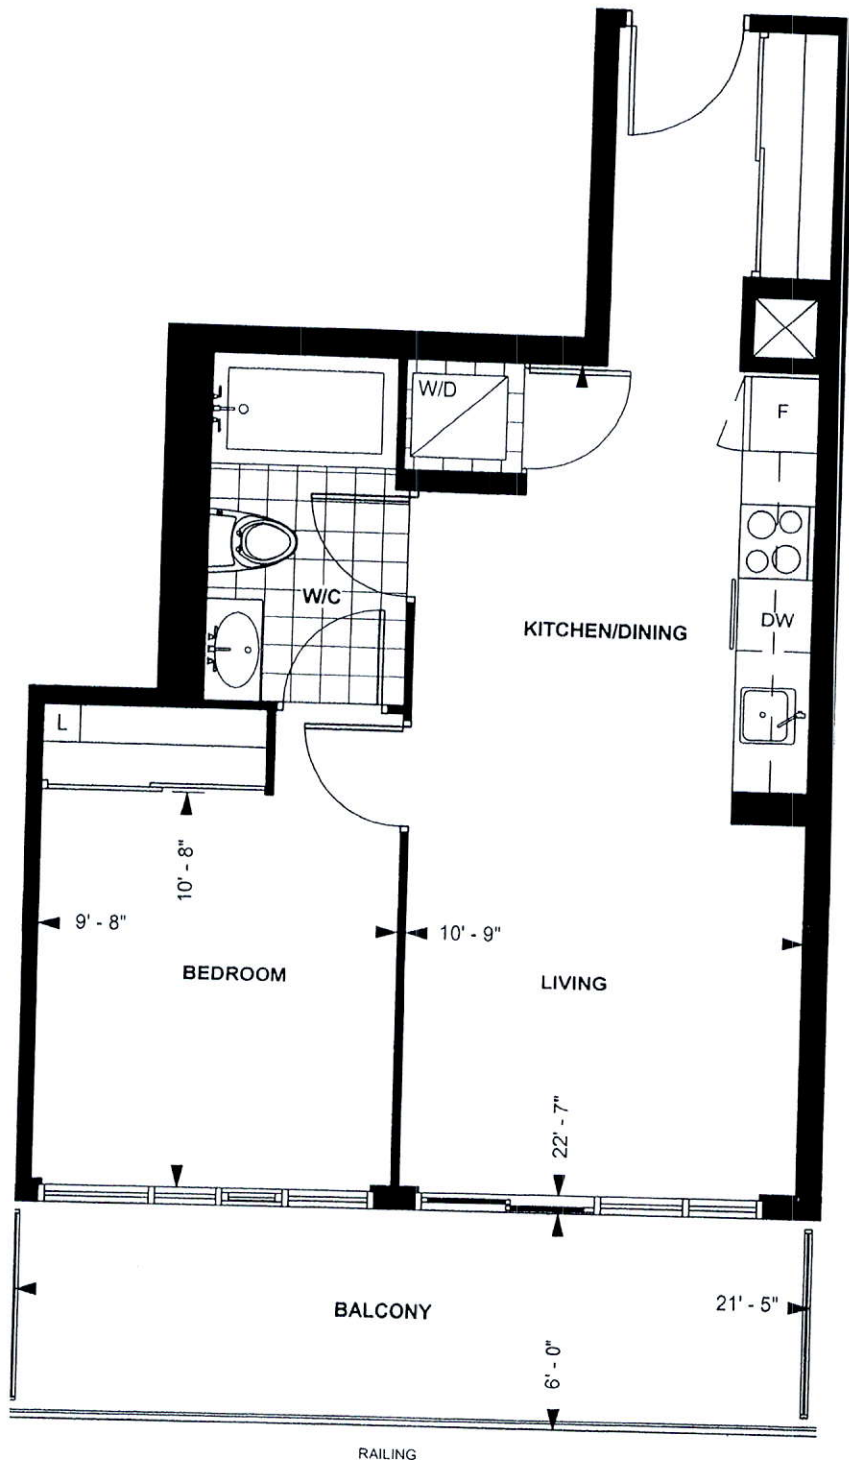 W/D
F
W/C
KITCHEN/DINING
DW
L
10' - 8"
9' - 8"
10' - 9"
BEDROOM
LIVING
22' - 7"
BALCONY
21' - 5"
6' - 0"
RAILING